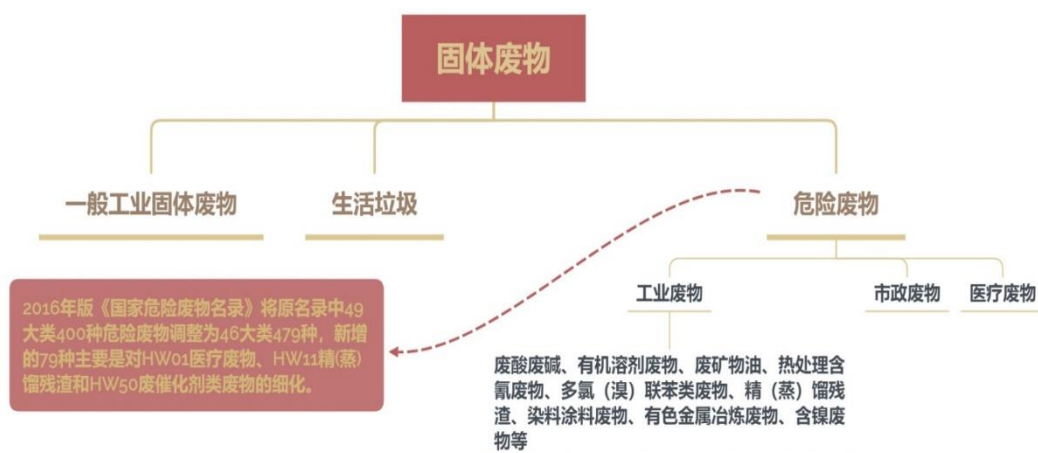 固体废物
一般工业固体废物
生活垃圾
危险废物
2016年版《国家危险废物名录》将原名录中49
大类400种危险废物调整为46大类479种，新增
的79种主要是对HW01医疗废物、HW11精(蒸)
馏残渣和HW50废催化剂类废物的细化。
工业废物
市政废物
医疗废物
废酸废碱、有机溶剂废物、废矿物油、热处理含
氰废物、多氯（溴）联苯类废物、精（蒸）馏残
渣、染料涂料废物、有色金属冶炼废物、含镍废
物等